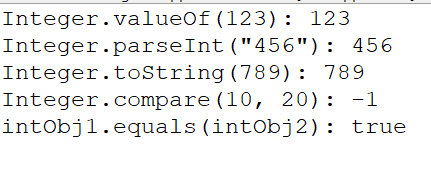 Integer.valueOf(123): 123
Integer.parseInt("456"): 456
Integer.toString(789): 789
Integer.compare(10, 20): -1
intObj1.equals(intObj2): true